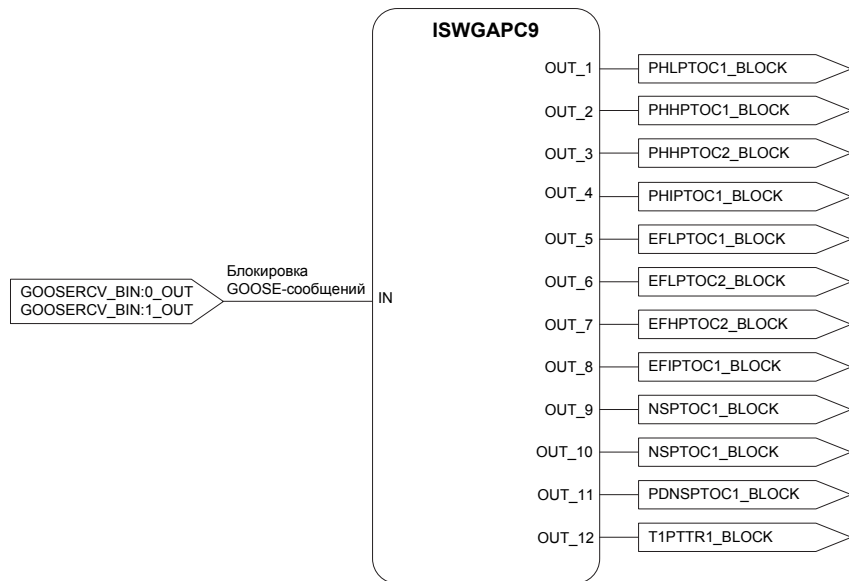 ISWGAPC9
OUT_1 PHLPTOC1_BLOCK
OUT_2 PHHPTOC1_BLOCK
OUT_3 PHHPTOC2_BLOCK
OUT_4 PHIPTOC1_BLOCK
OUT_5 EFLPTOC1_BLOCK
Блокировка
GOOSE-сообщений
GOOSERCV_BIN:0_OUT
GOOSERCV_BIN:1_OUT
IN
OUT_6 EFLPTOC2_BLOCK
OUT_7 EFHPTOC2_BLOCK
OUT_8 EFIPTOC1_BLOCK
OUT_9 NSPTOC1_BLOCK
OUT_10 NSPTOC1_BLOCK
OUT_11 PDNSPTOC1_BLOCK
OUT_12 T1PTTR1_BLOCK